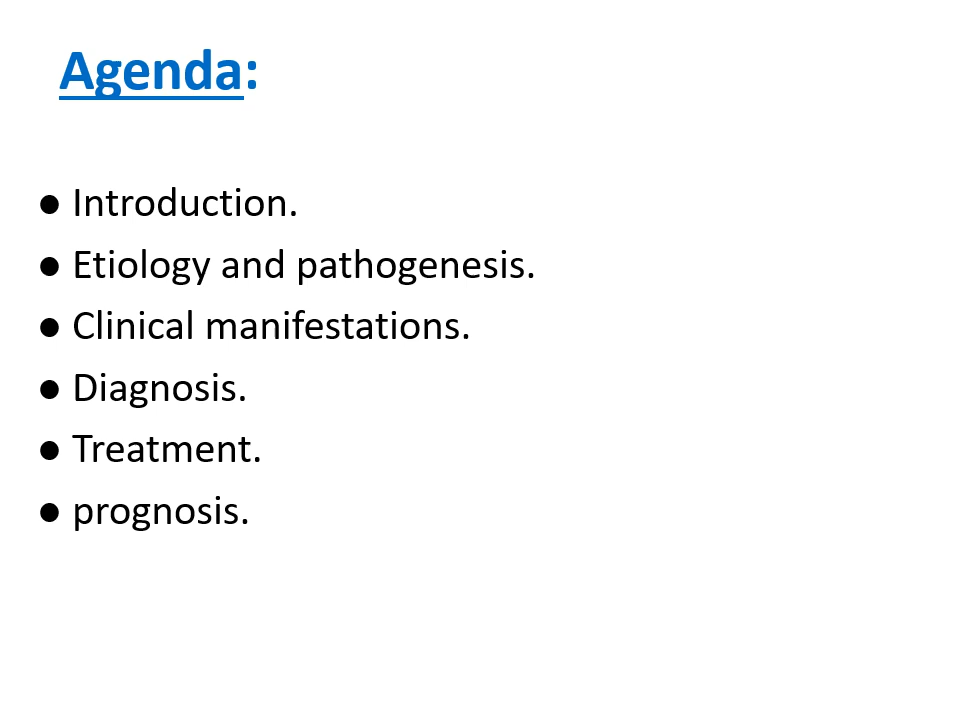 Agenda:
● Introduction.
● Etiology and pathogenesis.
● Clinical manifestations.
● Diagnosis.
● Treatment.
● prognosis.